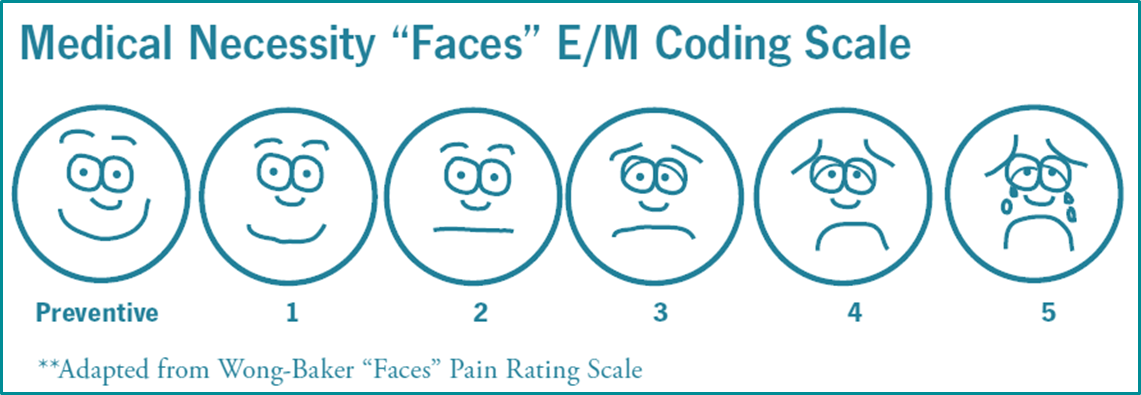 Medical Necessity “Faces” E/M Coding Scale
Preventive 1 2 3 4 5
**Adapted from Wong-Baker “Faces” Pain Rating Scale